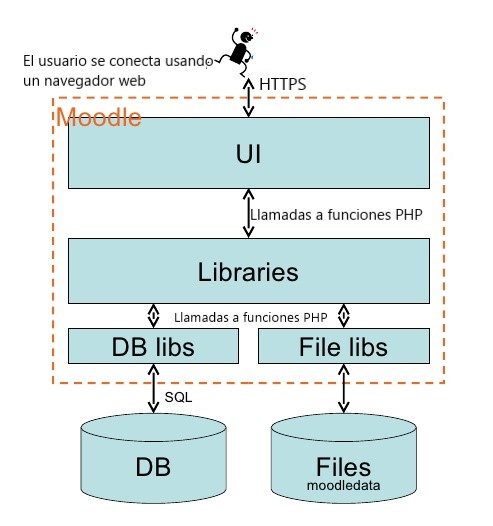 El usuario se conecta usando
un navegador web
HTTPS
Moodle
UI
Llamadas a funciones PHP
Libraries
Llamadas a funciones PHP
DB libs
File libs
SQL
DB
Files
moodledata